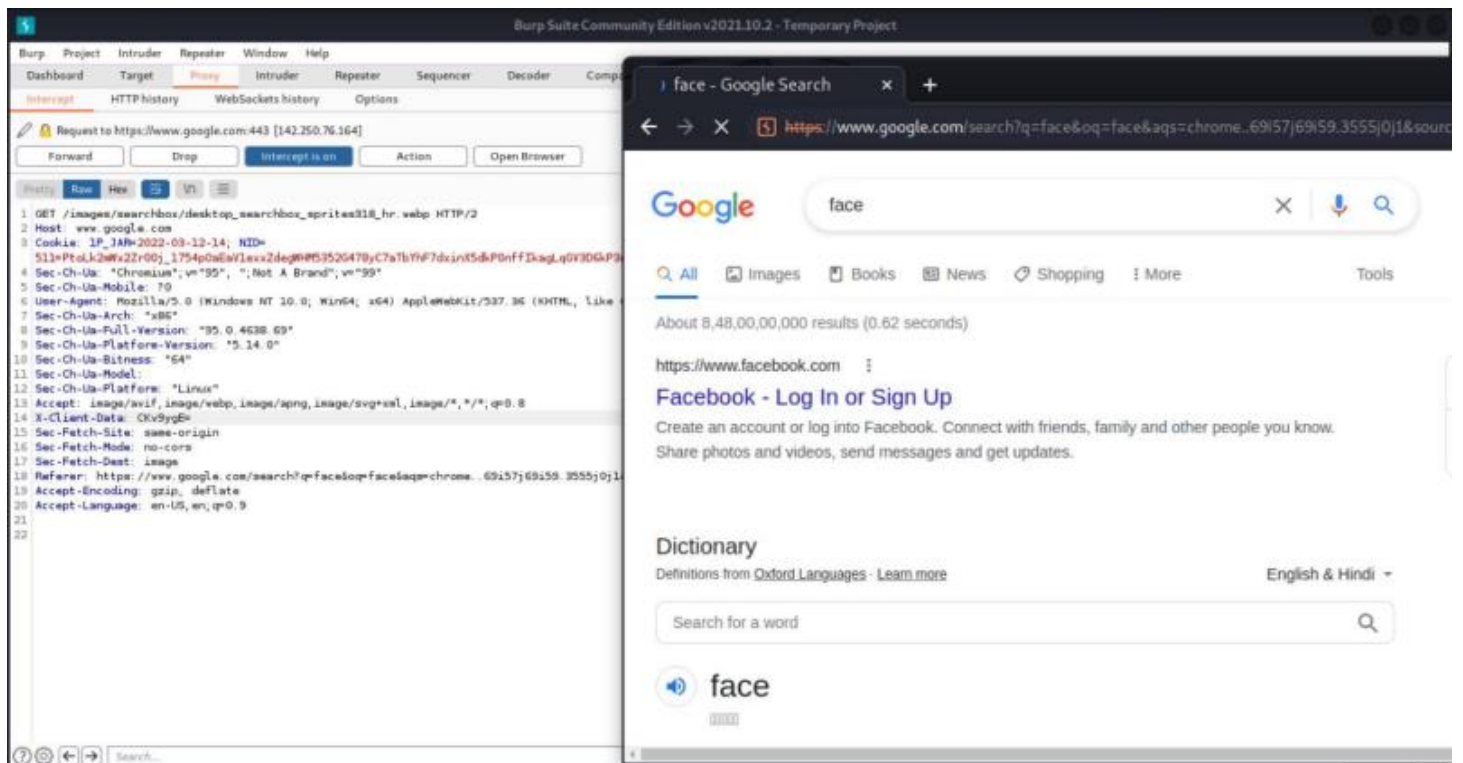 Burp Suite Community Edition v2021.10.2 - Temporary Project
Burp Project Intruder Repeater Window Help
Dashboard Target Proxy Intruder Repeater Sequencer Decoder Comp
Intercept HTTP history WebSockets history Options
Request to https://www.google.com:443 [142.250.76.164]
Forward Drop Intercept is on Action Open Browser
Pretty Raw Hex \n
1 GET /images/searchbox/desktop_searchbox_sprites318_hr.webp HTTP/2
2 Host: www.google.com
3 Cookie: 1P_JAR=2022-03-12-14; NID=
4 Sec-Ch-Ua: "Chromium";v="95", ";Not A Brand";v="99"
5 Sec-Ch-Ua-Mobile: ?0
6 User-Agent: Mozilla/5.0 (Windows NT 10.0; Win64; x64) AppleWebKit/537.36 (KHTML, like
7 Sec-Ch-Ua-Arch: "x86"
8 Sec-Ch-Ua-Full-Version: "95.0.4638.69"
9 Sec-Ch-Ua-Platform-Version: "5.14.0"
10 Sec-Ch-Ua-Bitness: "64"
11 Sec-Ch-Ua-Model:
12 Sec-Ch-Ua-Platform: "Linux"
13 Accept: image/avif,image/webp,image/apng,image/svg+xml,image/*,*/*;q=0.8
14 X-Client-Data: CKv9ygE=
15 Sec-Fetch-Site: same-origin
16 Sec-Fetch-Mode: no-cors
17 Sec-Fetch-Dest: image
18 Referer: https://www.google.com/search?q=face&oq=face&aqs=chrome..69i57j69i59.3555j0j1
19 Accept-Encoding: gzip, deflate
20 Accept-Language: en-US,en;q=0.9
21
22
Search...
face - Google Search
https://www.google.com/search?q=face&oq=face&aqs=chrome..69i57j69i59.3555j0j1&sourc
Google
face
All Images Books News Shopping More Tools
About 8,48,00,00,000 results (0.62 seconds)
https://www.facebook.com
Facebook - Log In or Sign Up
Create an account or log into Facebook. Connect with friends, family and other people you know.
Share photos and videos, send messages and get updates.
Dictionary
Definitions from Oxford Languages · Learn more
English & Hindi
Search for a word
face